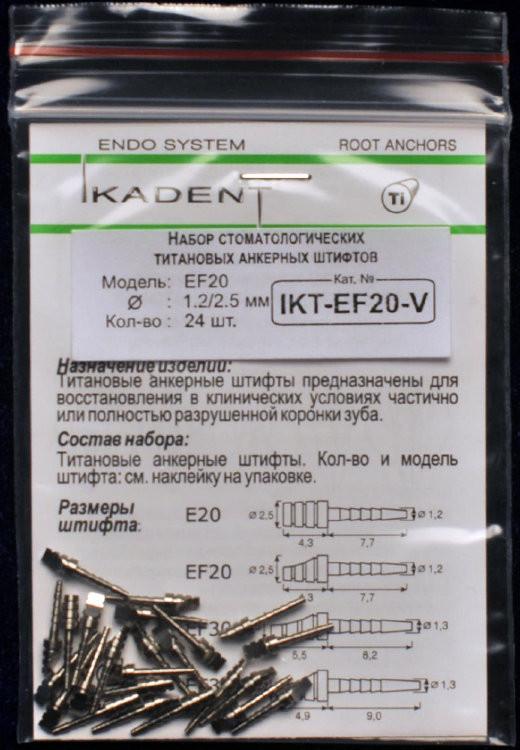 ENDO SYSTEM ROOT ANCHORS
IKADENT Ti
НАБОР СТОМАТОЛОГИЧЕСКИХ
ТИТАНОВЫХ АНКЕРНЫХ ШТИФТОВ
Модель: EF20
Ø : 1.2/2.5 мм
Кол-во : 24 шт.
Кат. №
IKT-EF20-V
Назначение изделий:
Титановые анкерные штифты предназначены для
восстановления в клинических условиях частично
или полностью разрушенной коронки зуба.
Состав набора:
Титановые анкерные штифты. Кол-во и модель
штифта: см. наклейку на упаковке.
Размеры
штифта:
E20 Ø 2,5 Ø 1,2
4,3 7,7
EF20 Ø 2,5 Ø 1,2
7,7
Ø 1,3
5,5 8,2
Ø 1,3
4,9 9,0